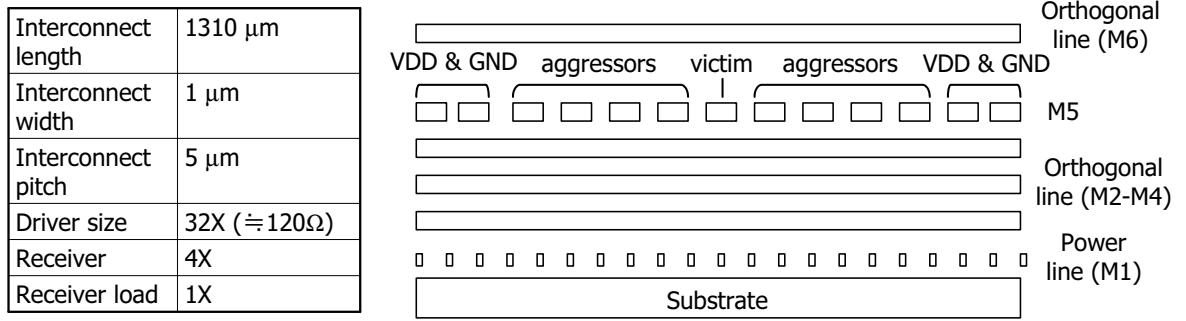 Interconnect length 1310 μm
Interconnect width 1 μm
Interconnect pitch 5 μm
Driver size 32X (≒120Ω)
Receiver 4X
Receiver load 1X
Orthogonal
line (M6)
VDD & GND aggressors victim aggressors VDD & GND
M5
Orthogonal
line (M2-M4)
Power
line (M1)
Substrate